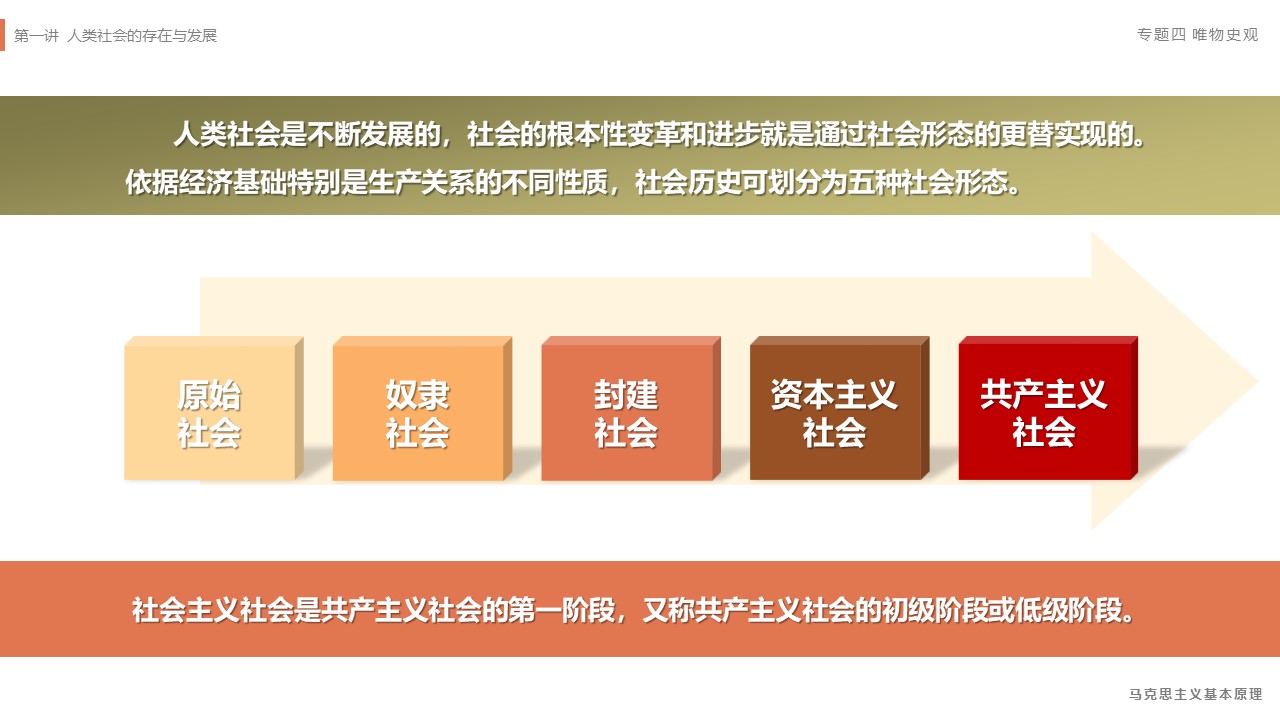 第一讲 人类社会的存在与发展
专题四 唯物史观
人类社会是不断发展的，社会的根本性变革和进步就是通过社会形态的更替实现的。
依据经济基础特别是生产关系的不同性质，社会历史可划分为五种社会形态。
原始
社会
奴隶
社会
封建
社会
资本主义
社会
共产主义
社会
社会主义社会是共产主义社会的第一阶段，又称共产主义社会的初级阶段或低级阶段。
马克思主义基本原理